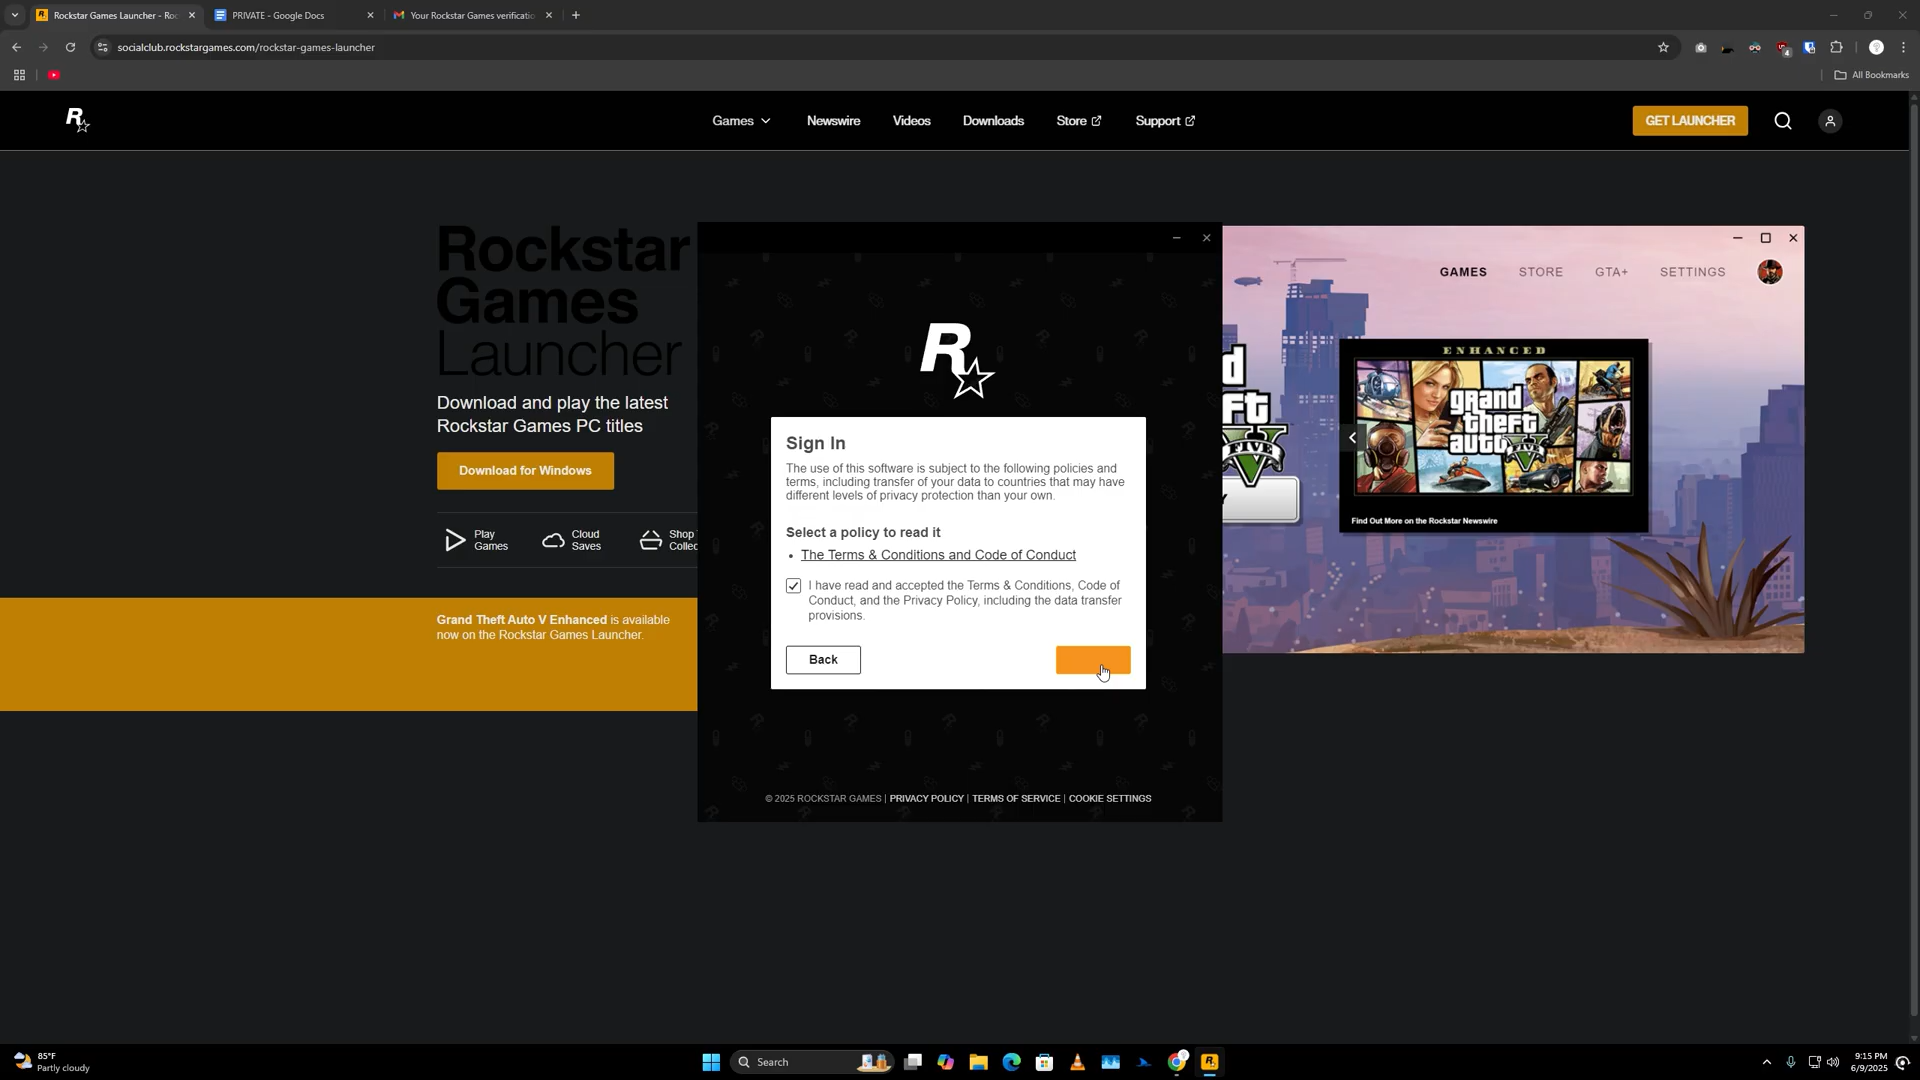 Rockstar Games Launcher - Roc
PRIVATE - Google Docs
Your Rockstar Games verificatio
socialclub.rockstargames.com/rockstar-games-launcher
4
All Bookmarks
R
Games
Newswire
Videos
Downloads
Store
Support
GET LAUNCHER
Rockstar
Games
Launcher
Download and play the latest
Rockstar Games PC titles
Download for Windows
Play
Games
Cloud
Saves
Shop
Collec
Grand Theft Auto V Enhanced is available
now on the Rockstar Games Launcher.
R
Sign In
The use of this software is subject to the following policies and
terms, including transfer of your data to countries that may have
different levels of privacy protection than your own.
Select a policy to read it
• The Terms & Conditions and Code of Conduct
I have read and accepted the Terms & Conditions, Code of
Conduct, and the Privacy Policy, including the data transfer
provisions.
Back
© 2025 ROCKSTAR GAMES | PRIVACY POLICY | TERMS OF SERVICE | COOKIE SETTINGS
GAMES
STORE
GTA+
SETTINGS
d
ft
FIVE
Y
ENHANCED
grand
theft
auto
V
FIVE
Find Out More on the Rockstar Newswire
85°F
Partly cloudy
Search
9:15 PM
6/9/2025